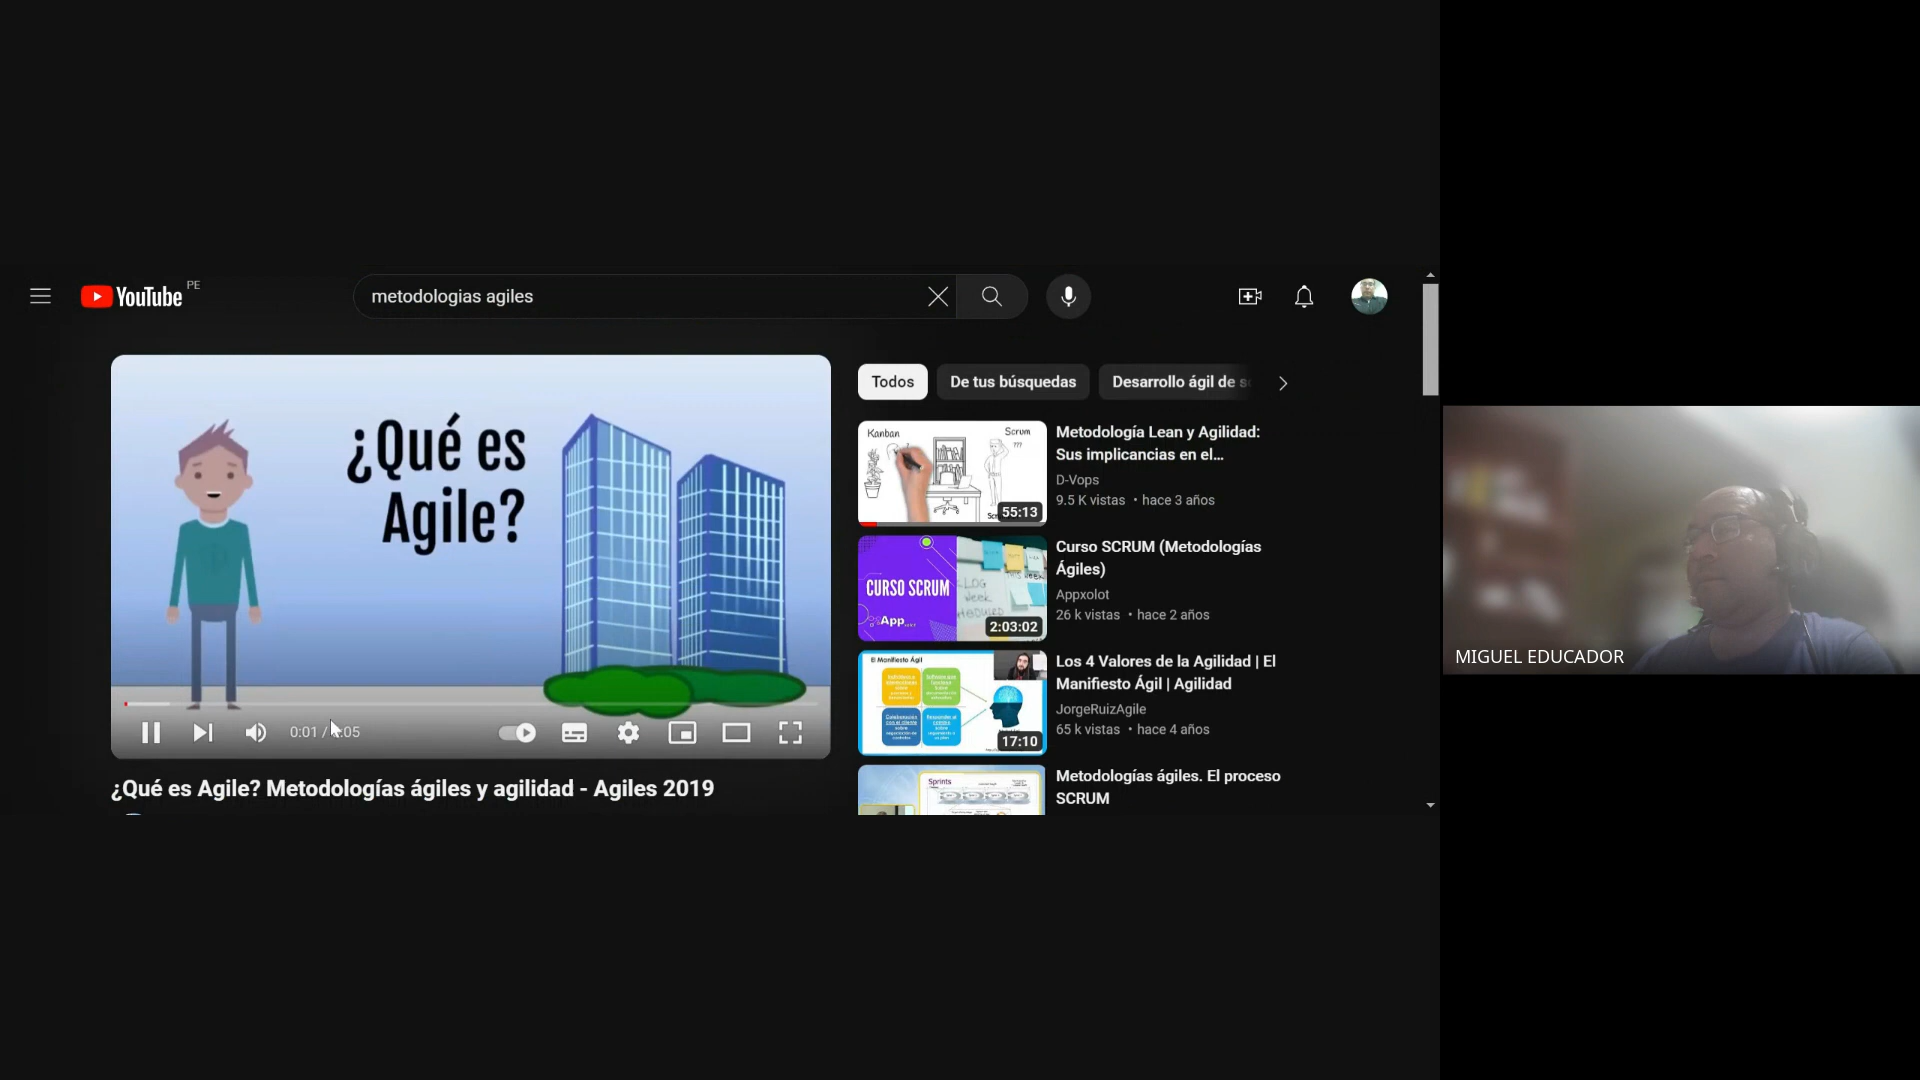 YouTube PE
metodologias agiles
¿Qué es
Agile?
0:01 / :05
¿Qué es Agile? Metodologías ágiles y agilidad - Agiles 2019
Todos
De tus búsquedas
Desarrollo ágil de
Kanban
Scrum
???
55:13
Metodología Lean y Agilidad:
Sus implicancias en el...
D-Vops
9.5 K vistas • hace 3 años
CURSO SCRUM
App
2:03:02
Curso SCRUM (Metodologías
Ágiles)
Appxolot
26 k vistas • hace 2 años
El Manifiesto Ágil
17:10
Los 4 Valores de la Agilidad | El
Manifiesto Ágil | Agilidad
JorgeRuizAgile
65 k vistas • hace 4 años
Sprints
Metodologías ágiles. El proceso
SCRUM
MIGUEL EDUCADOR